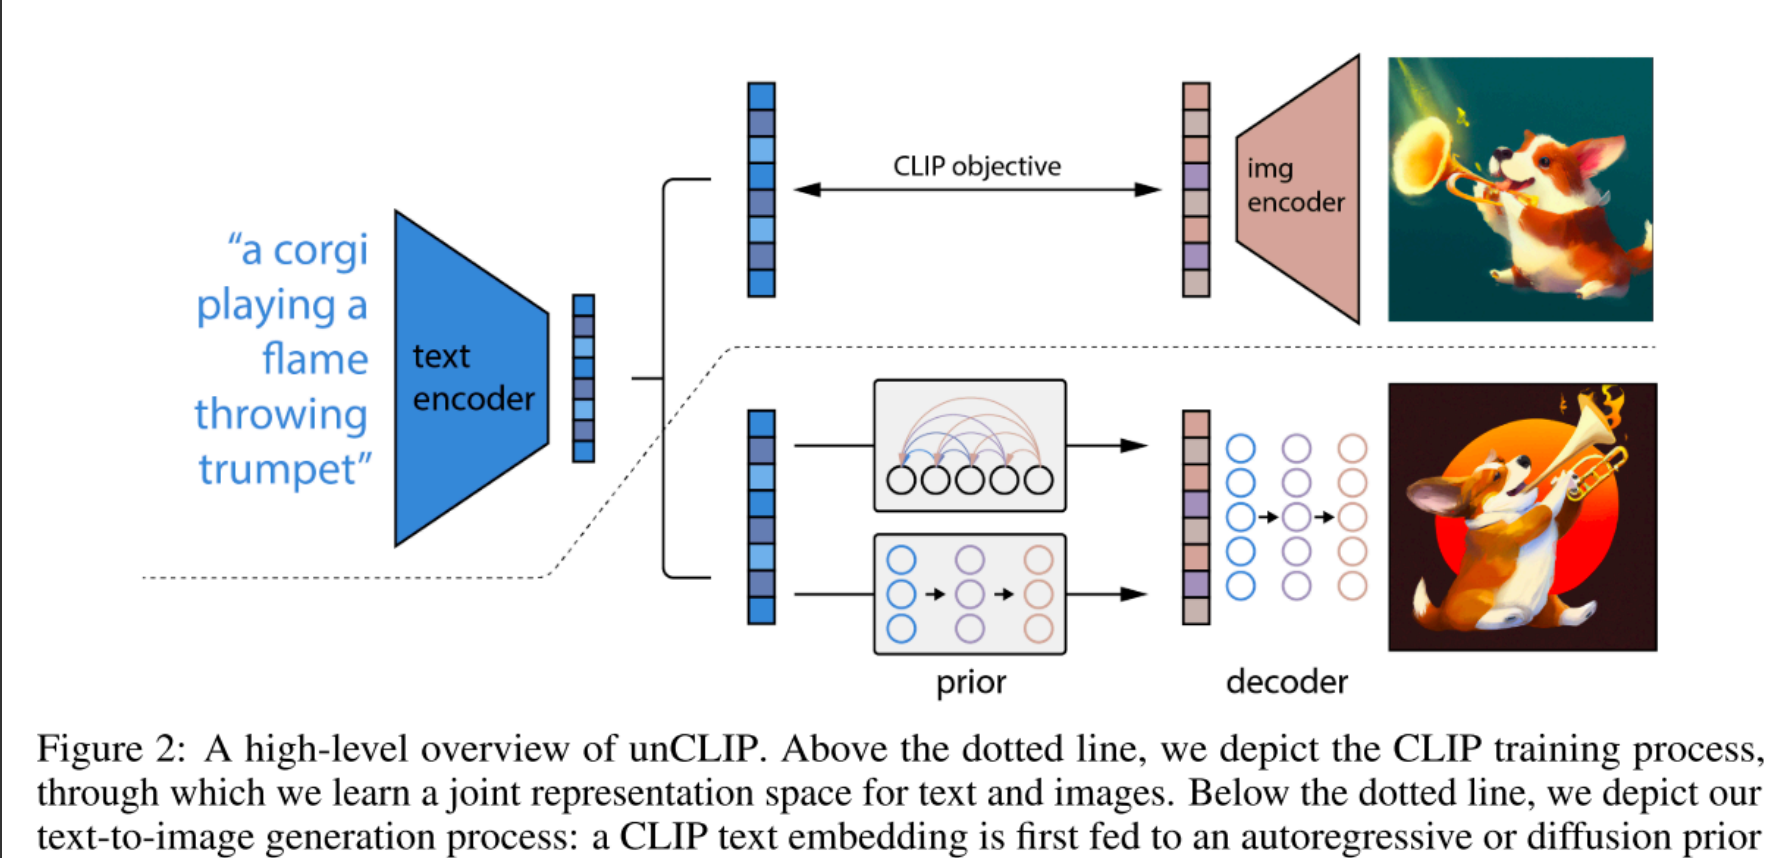 “a corgi
playing a
flame
throwing
trumpet”
text
encoder
CLIP objective
img
encoder
prior
decoder
Figure 2: A high-level overview of unCLIP. Above the dotted line, we depict the CLIP training process,
through which we learn a joint representation space for text and images. Below the dotted line, we depict our
text-to-image generation process: a CLIP text embedding is first fed to an autoregressive or diffusion prior